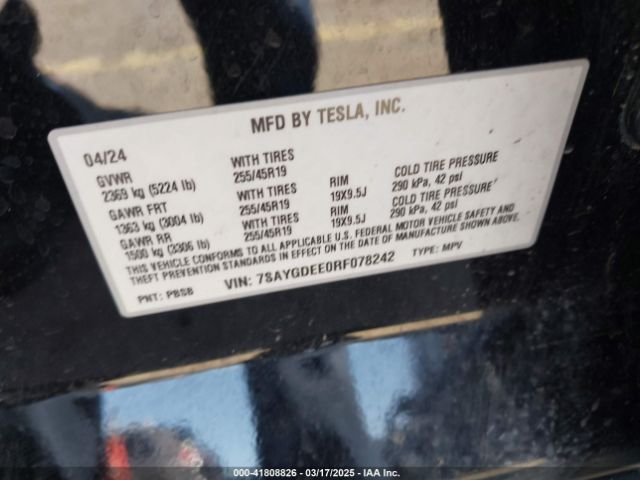 MFD BY TESLA, INC.
04/24
GVWR WITH TIRES
2369 kg (5224 lb) 255/45R19 RIM COLD TIRE PRESSURE
GAWR FRT WITH TIRES 19X9.5J 290 kPa, 42 psi
1363 kg (3004 lb) 255/45R19 RIM COLD TIRE PRESSURE
GAWR RR WITH TIRES 19X9.5J 290 kPa, 42 psi
1500 kg (3306 lb) 255/45R19
THIS VEHICLE CONFORMS TO ALL APPLICABLE U.S. FEDERAL MOTOR VEHICLE SAFETY AND
THEFT PREVENTION STANDARDS IN EFFECT ON THE DATE OF MANUFACTURE SHOWN ABOVE.
PNT: PBSB VIN: 7SAYGDEE0RF078242 TYPE: MPV
000-41808826 - 03/17/2025 - IAA Inc.